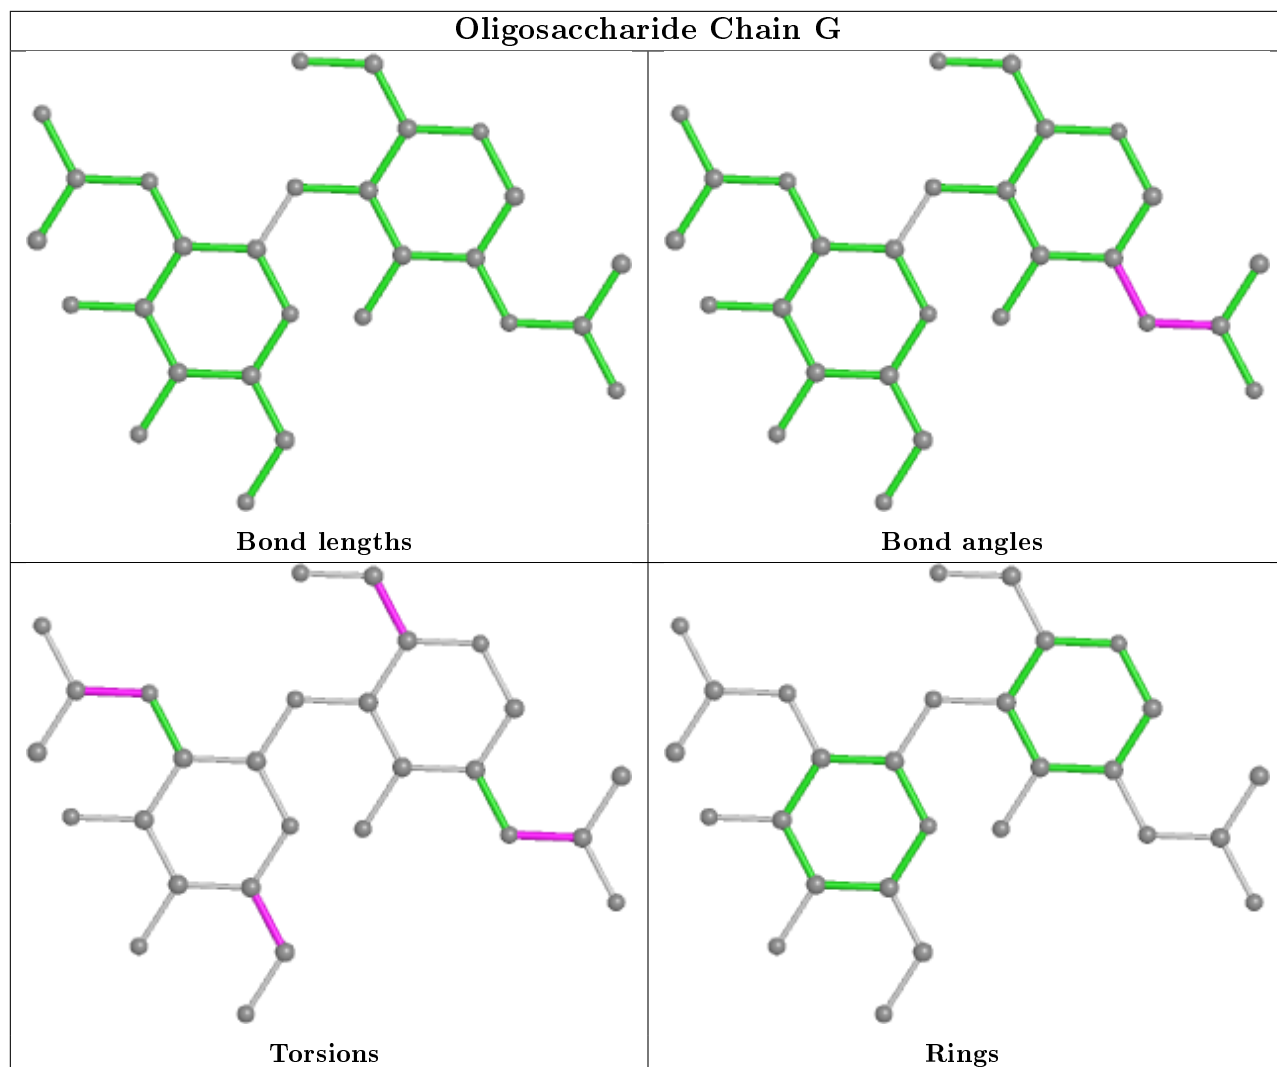 Oligosaccharide Chain G
Bond lengths
Bond angles
Torsions
Rings